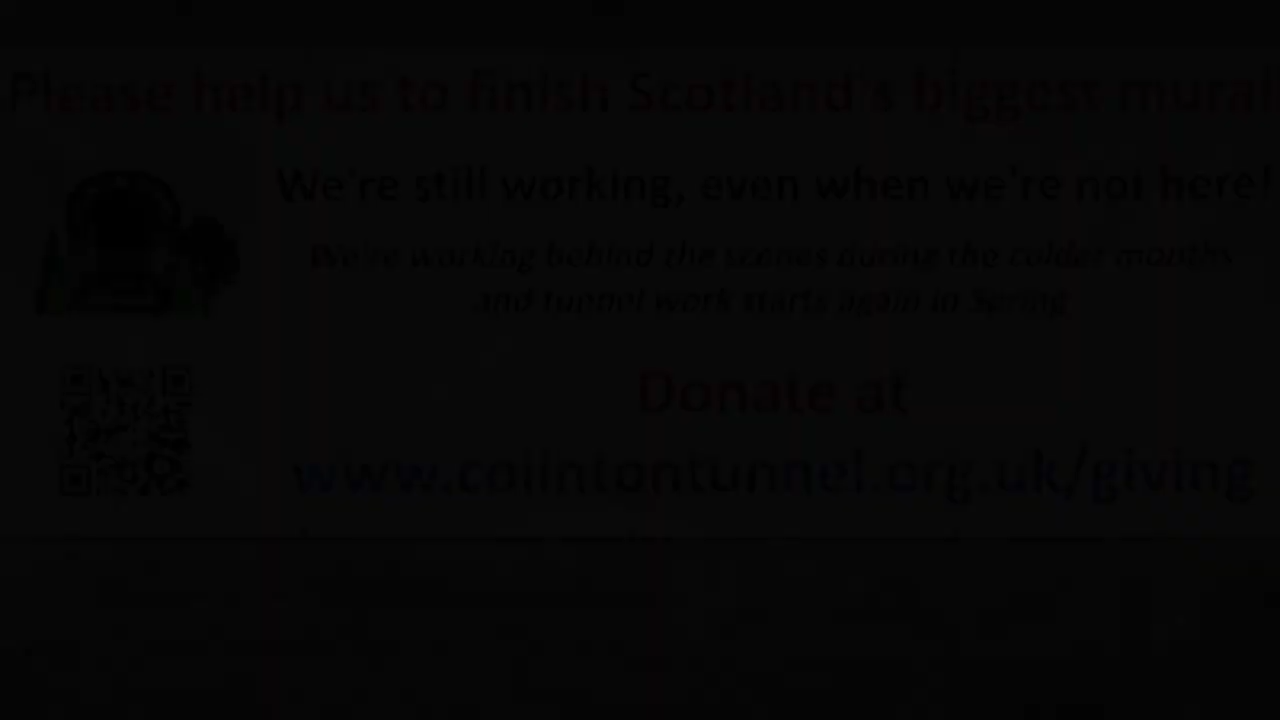 Please help us to finish Scotland's biggest mural
We're still working, even when we're not here!
We're working behind the scenes during the colder months
and tunnel work starts again in Spring
Donate at
www.colintontunnel.org.uk/giving